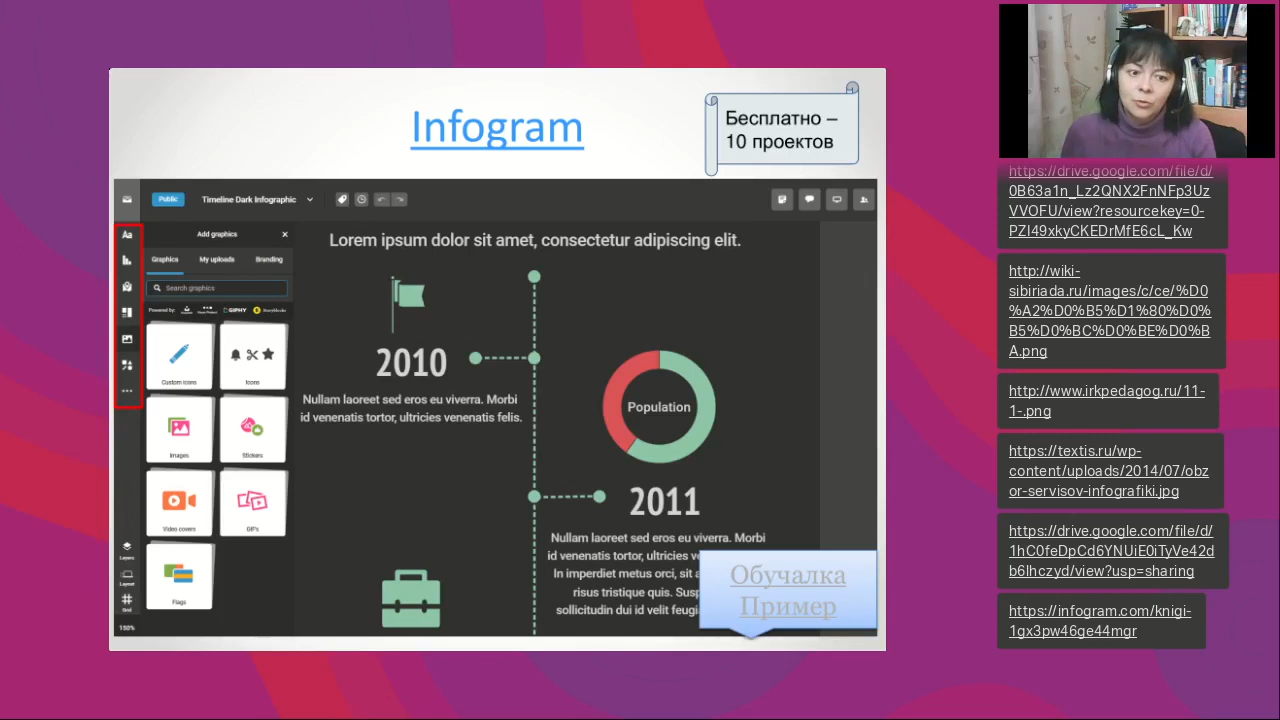 Infogram
Бесплатно –
10 проектов
Public
Timeline Dark Infographic
Aa
Add graphics
Graphics
My uploads
Branding
Search graphics
Powered by:
GIPHY
Custom icons
Icons
Images
Stickers
Video covers
GIFs
Flags
Layers
Layout
Grid
Lorem ipsum dolor sit amet, consectetur adipiscing elit.
2010
Nullam laoreet sed eros eu viverra. Morbi
id venenatis tortor, ultricies venenatis felis.
Population
2011
Nullam laoreet sed eros eu viverra. Morbi
id venenatis tortor, ultricies
In imperdiet metus orci, sit
risus tristique quis.
sollicitudin dui id velit
Обучалка
Пример
https://drive.google.com/file/d/
0B63a1n_Lz2QNX2FnNFp3Uz
VVOFU/view?resourcekey=0-
PZI49xkyCKEDrMfE6cL_Kw
http://wiki-
sibiriada.ru/images/c/ce/%D0
%A2%D0%B5%D1%80%D0%
B5%D0%BC%D0%BE%D0%B
A.png
http://www.irkpedagog.ru/11-
1-.png
https://textis.ru/wp-
content/uploads/2014/07/obz
or-servisov-infografiki.jpg
https://drive.google.com/file/d/
1hC0feDpCd6YNUiE0iTyVe42d
b6lhczyd/view?usp=sharing
https://infogram.com/knigi-
1gx3pw46ge44mgr